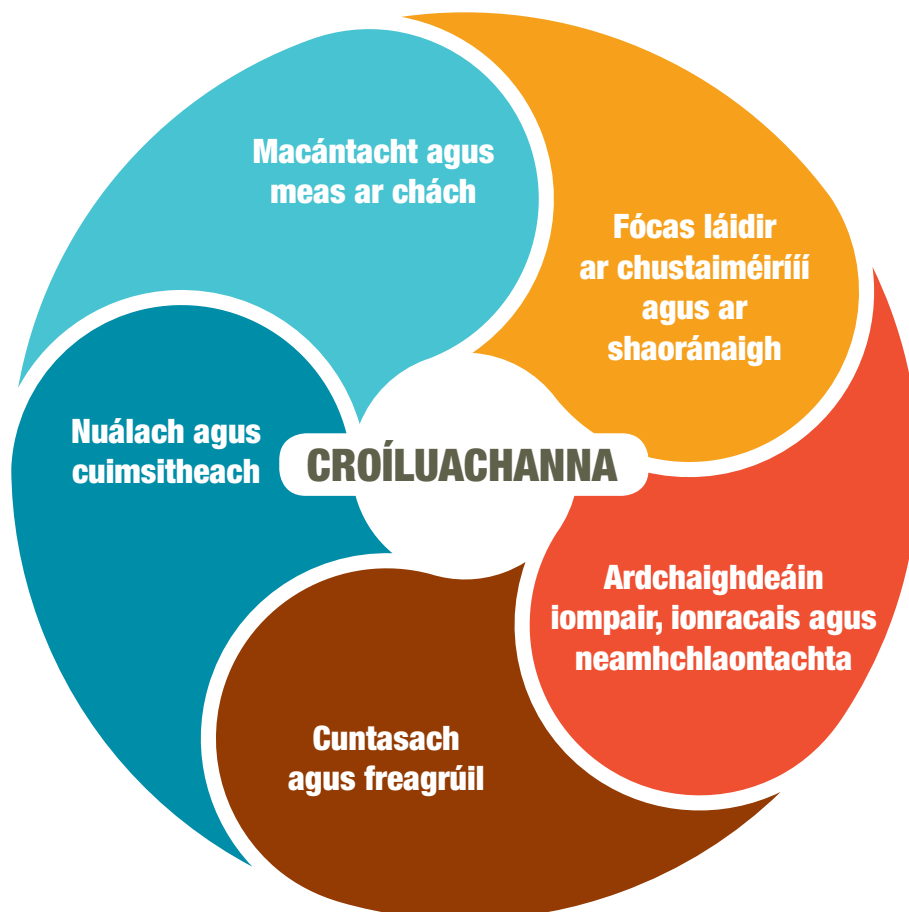 Macántacht agus
meas ar chách
Fócas láidir
ar chustaiméirííí
agus ar
shaoránaigh
Nuálach agus
cuimsitheach
CROÍLUACHANNA
Ardchaighdeáin
iompair, ionracais agus
neamhchlaontachta
Cuntasach
agus freagrúil